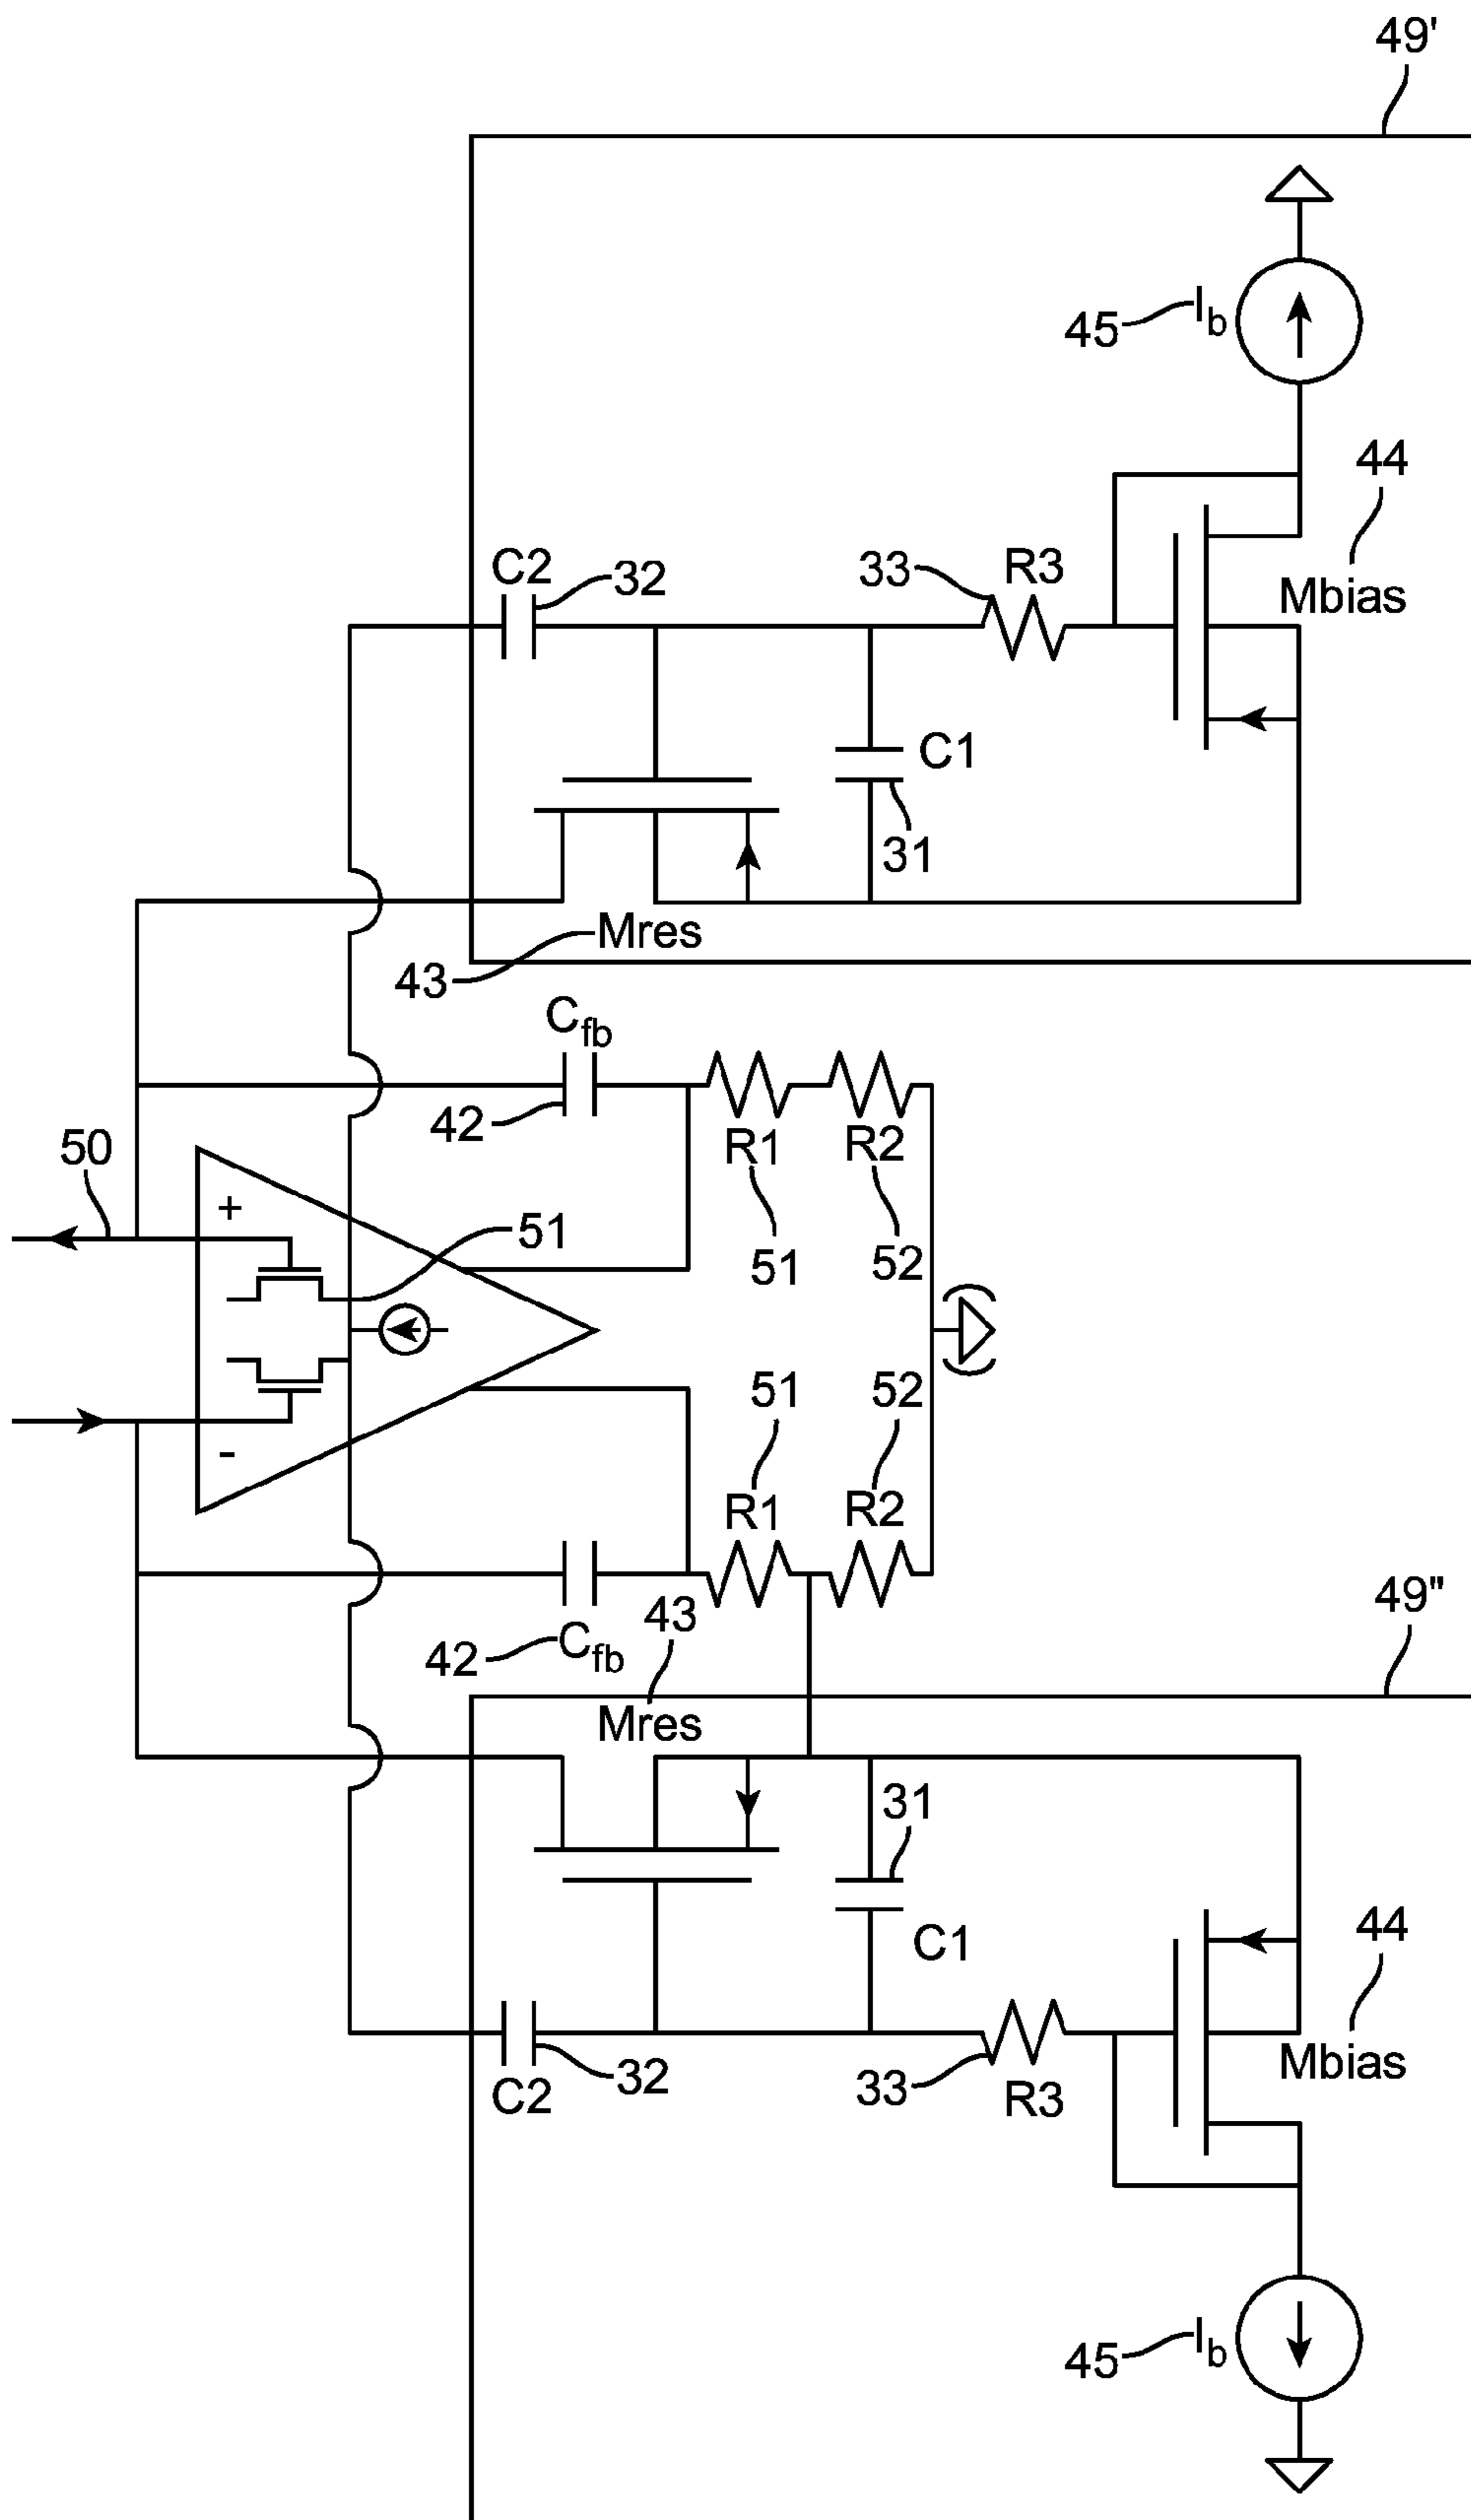 49'
45 Ib
44
Mbias
C2 32
33 R3
C1
31
Mres
43
Cfb
42
R1 R2
50
+
51
51 52
-
51 52
R1 R2
49"
42 Cfb
43
Mres
31
C1
44
Mbias
C2 32
33 R3
45 Ib